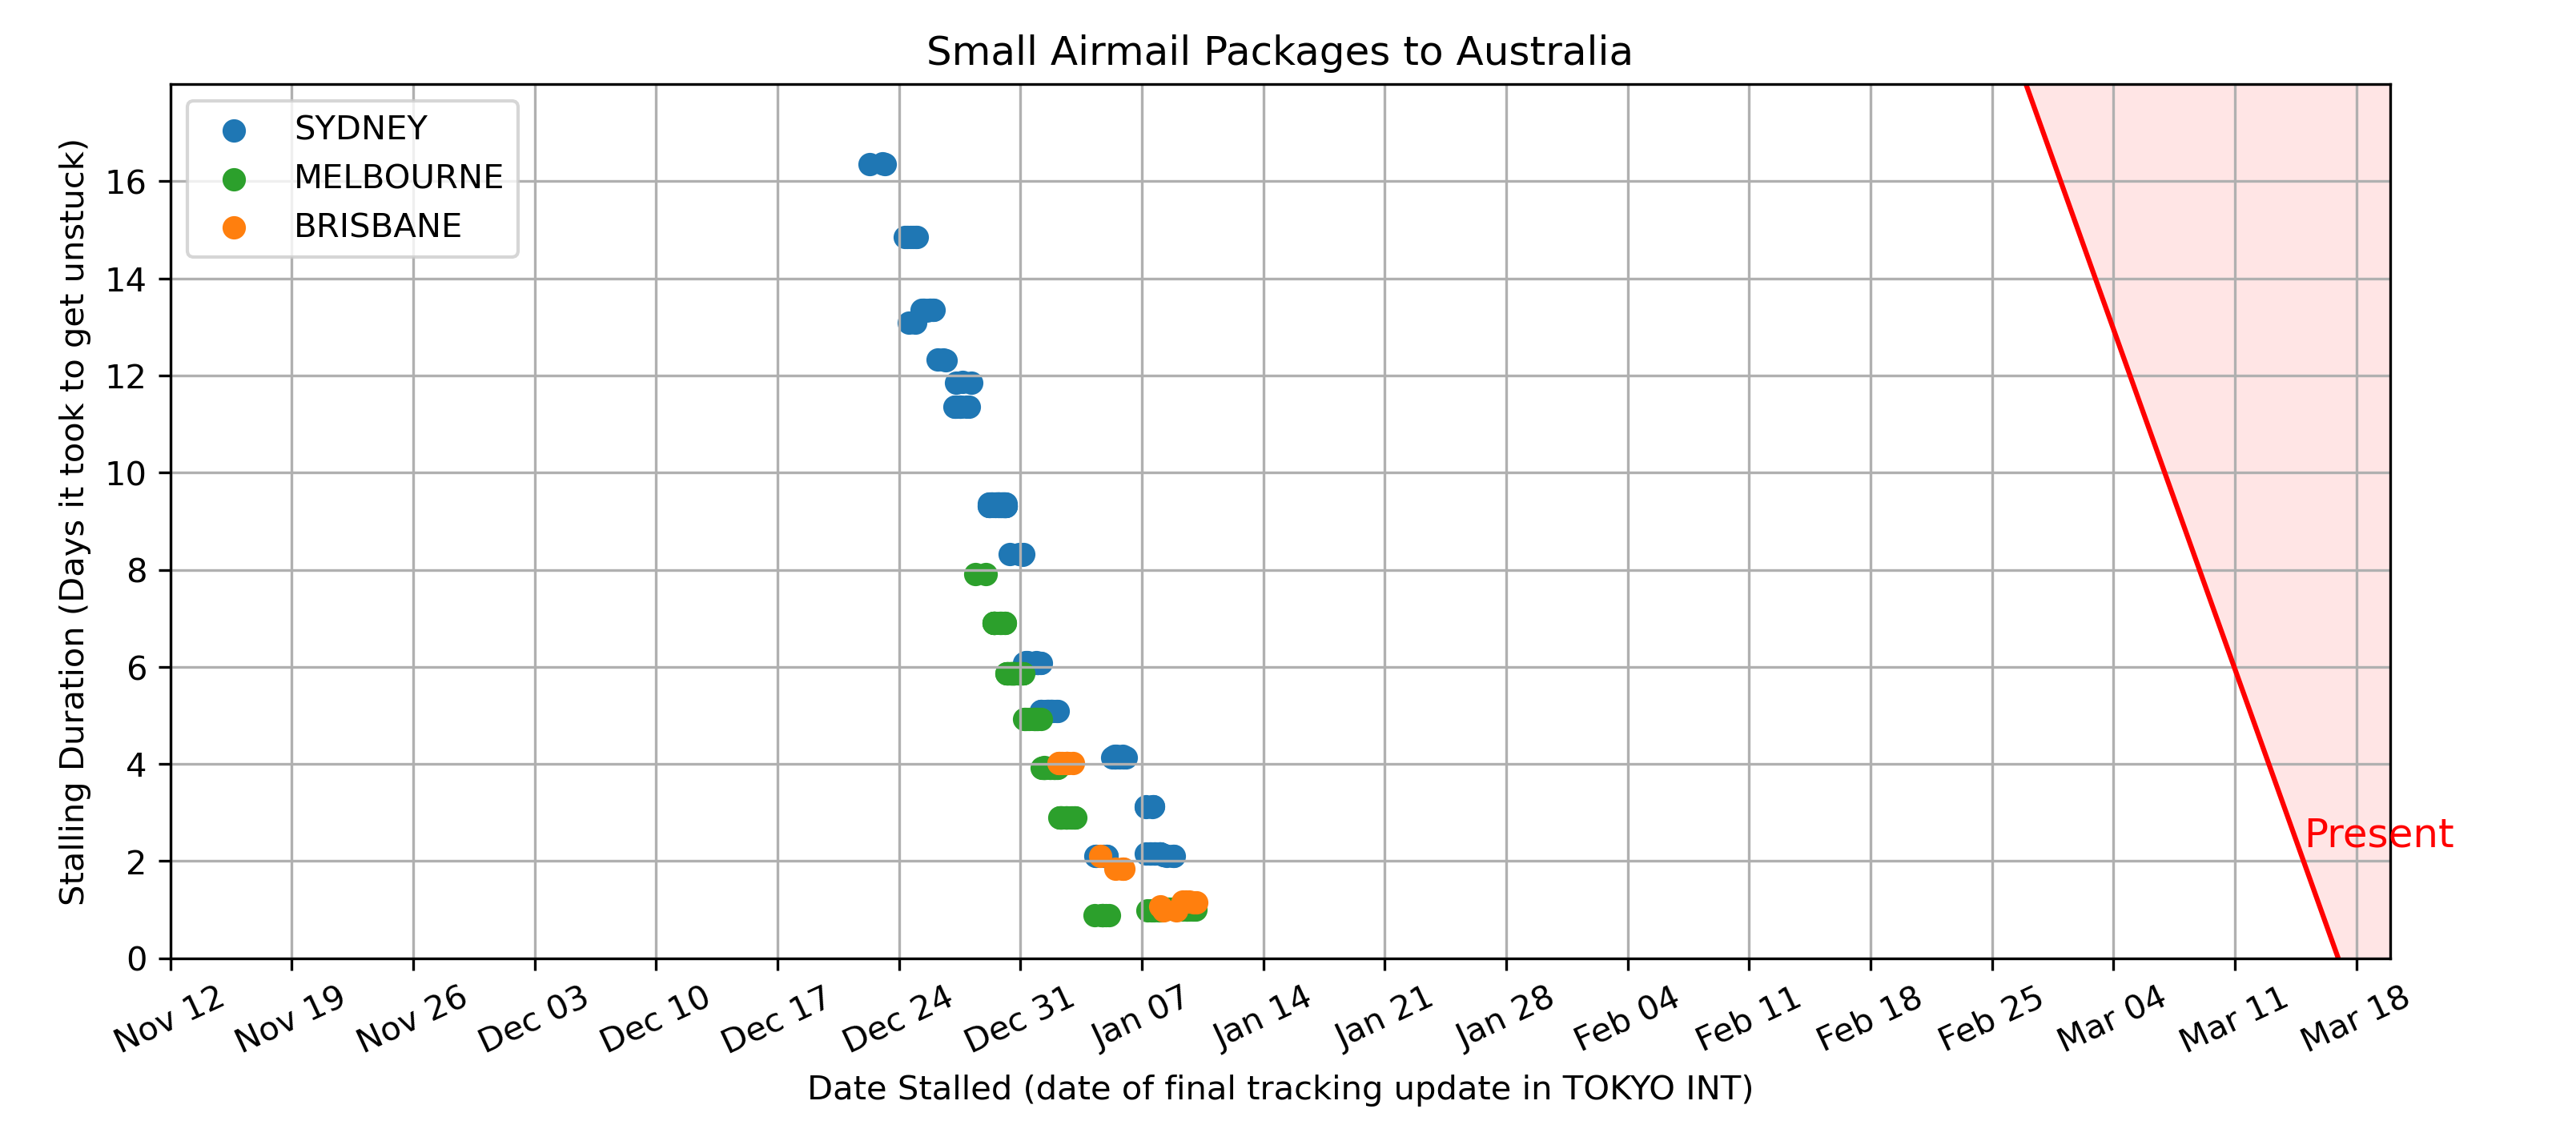 Small Airmail Packages to Australia
SYDNEY
MELBOURNE
BRISBANE
Stalling Duration (Days it took to get unstuck)
16
14
12
10
8
6
4
2
0
Present
Nov 12 Nov 19 Nov 26 Dec 03 Dec 10 Dec 17 Dec 24 Dec 31 Jan 07 Jan 14 Jan 21 Jan 28 Feb 04 Feb 11 Feb 18 Feb 25 Mar 04 Mar 11 Mar 18
Date Stalled (date of final tracking update in TOKYO INT)